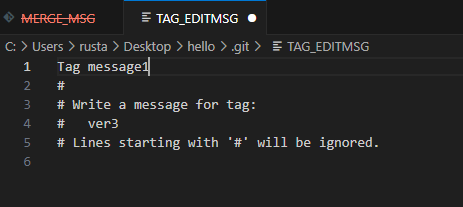 MERGE_MSG TAG_EDITMSG
C: > Users > rusta > Desktop > hello > .git > TAG_EDITMSG
1 Tag message1
2 #
3 # Write a message for tag:
4 #   ver3
5 # Lines starting with '#' will be ignored.
6